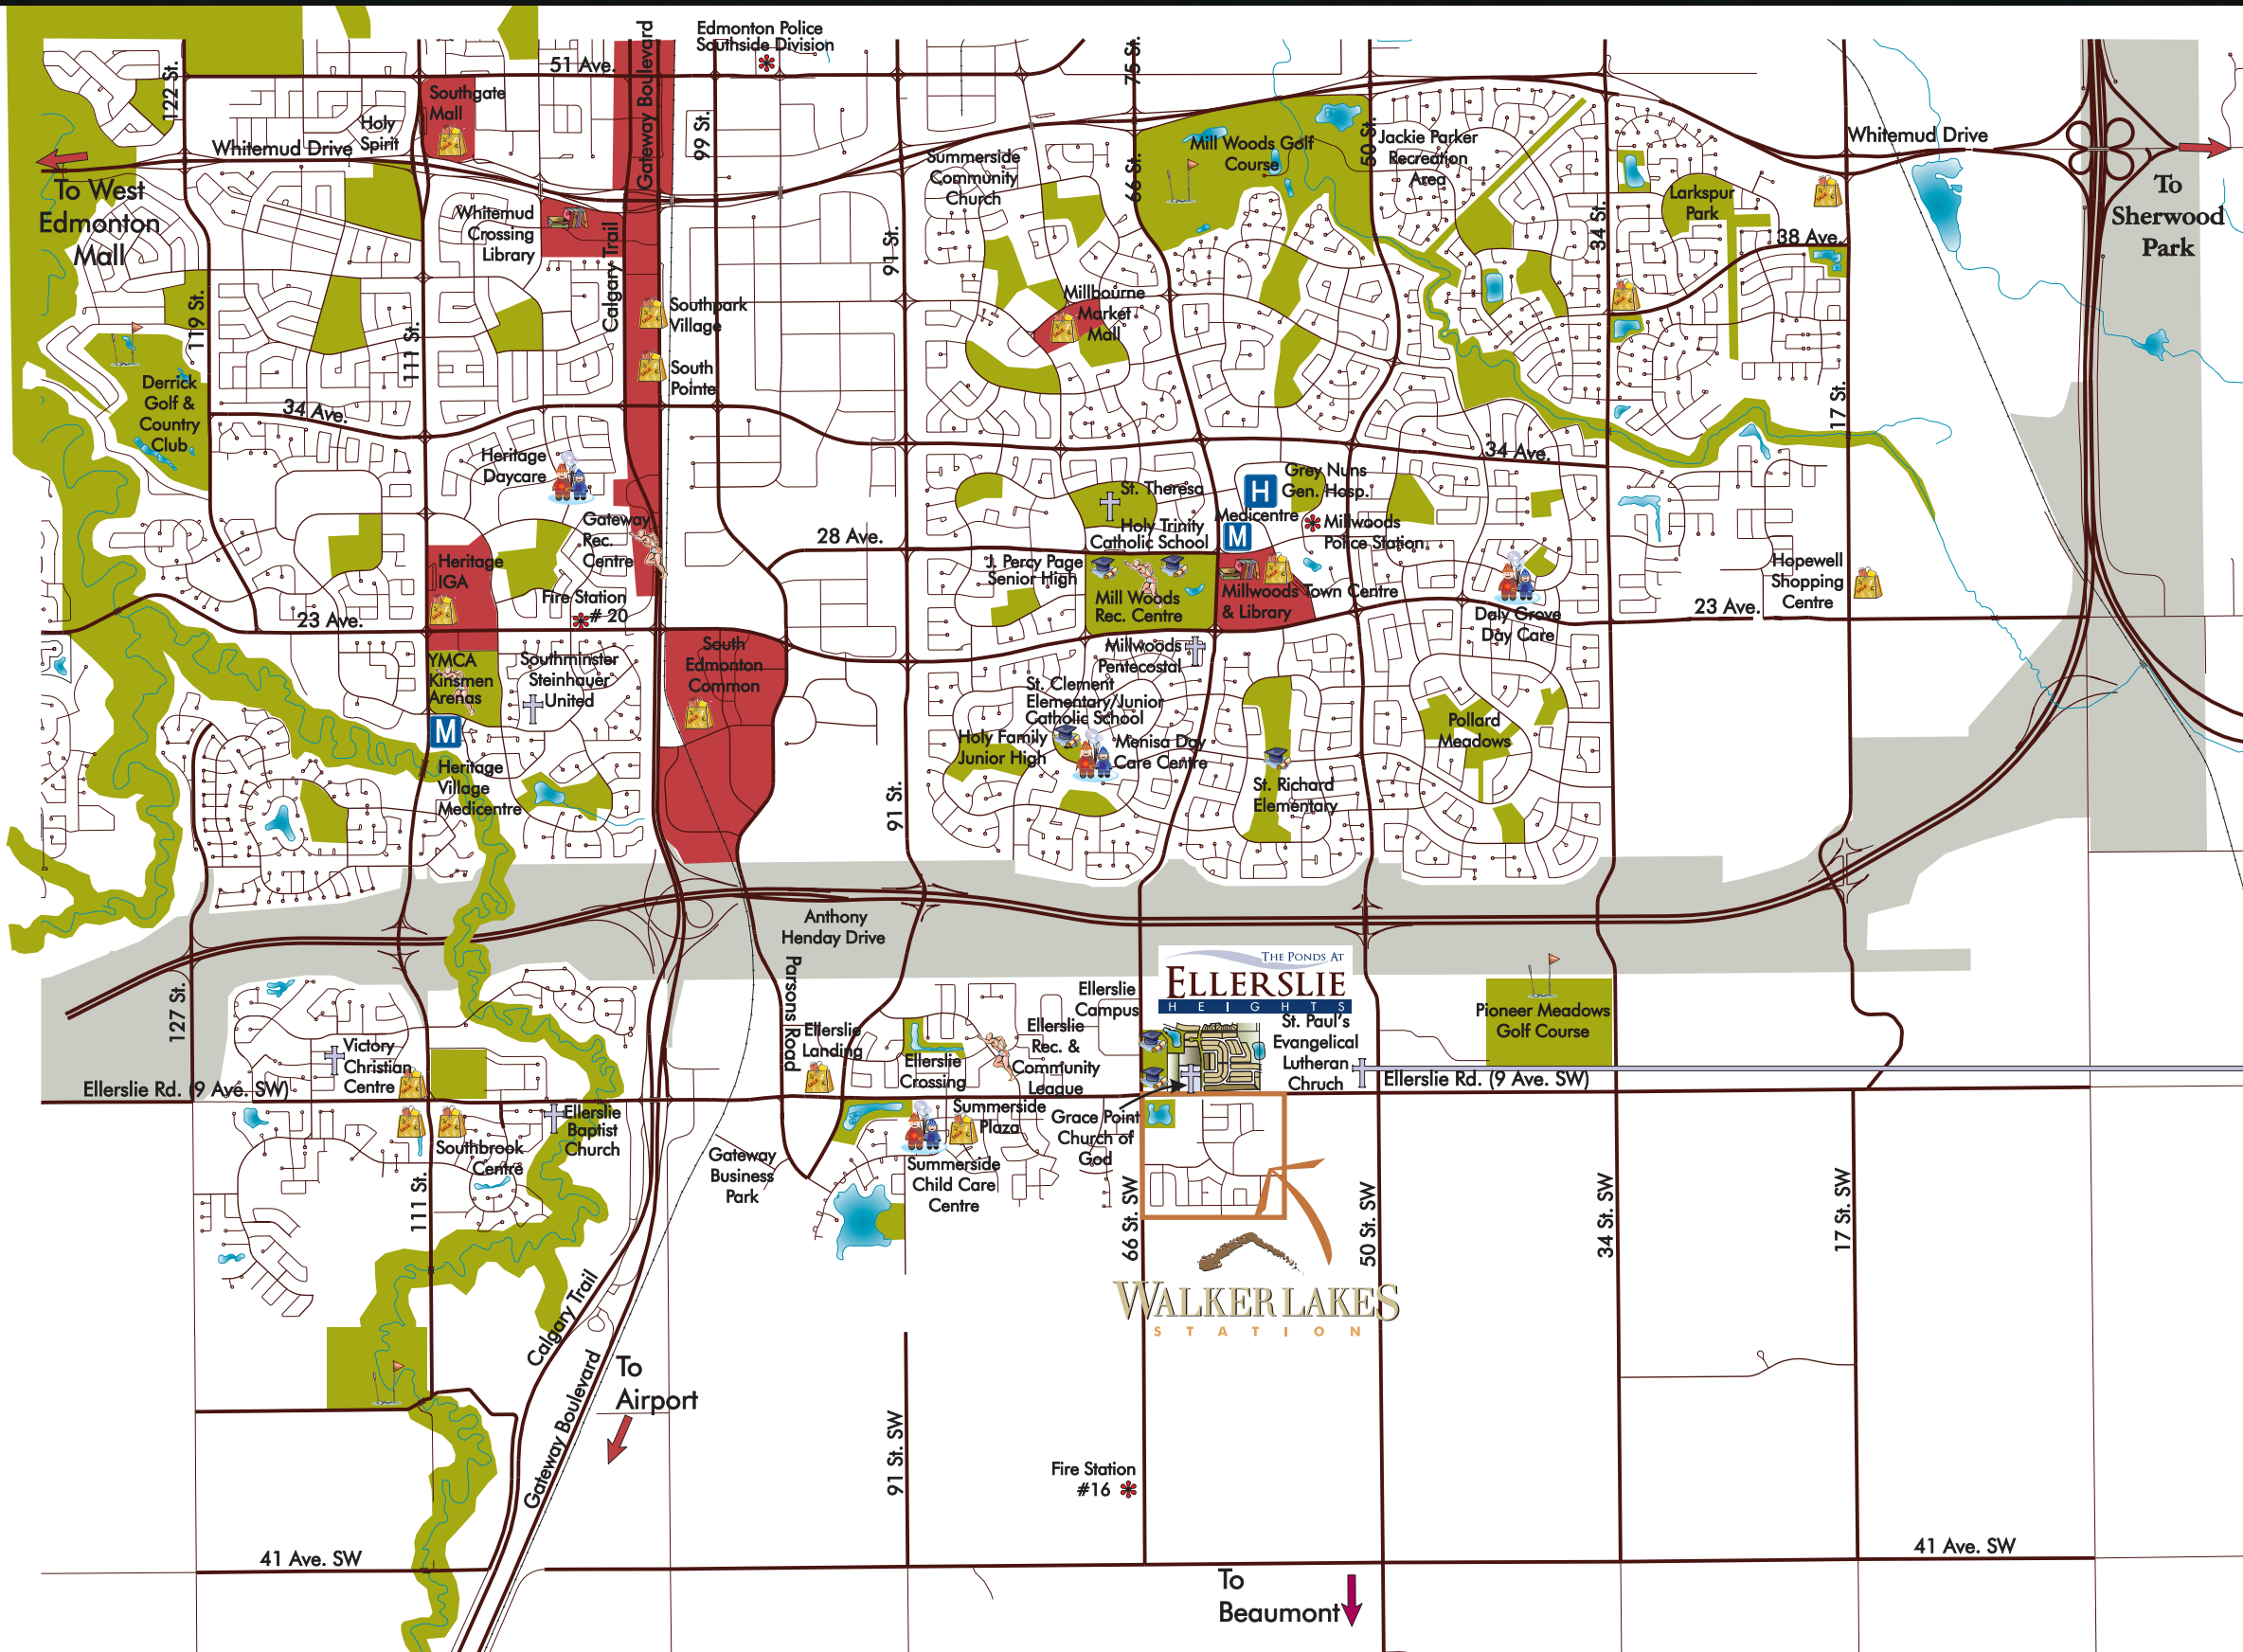 Edmonton Police
Southside Division
51 Ave.
122 St.
Southgate
Mall
Holy
Spirit
Gateway Boulevard
99 St.
75 St.
Whitemud Drive
Whitemud Drive
To West
Edmonton
Mall
Summerside
Community
Church
66 St.
Mill Woods Golf
Course
50 St.
Jackie Parker
Recreation
Area
34 St.
Larkspur
Park
38 Ave.
To
Sherwood
Park
Whitemud
Crossing
Library
Calgary Trail
91 St.
119 St.
111 St.
Southpark
Village
South
Pointe
Millbourne
Market
Mall
Derrick
Golf &
Country
Club
34 Ave.
17 St.
34 Ave.
Heritage
Daycare
St. Theresa
H
Grey Nuns
Gen. Hosp.
Medicentre
M
Millwoods
Police Station
Holy Trinity
Catholic School
28 Ave.
Gateway
Rec.
Centre
Heritage
IGA
Fire Station
# 20
J. Percy Page
Senior High
Mill Woods
Rec. Centre
Millwoods Town Centre
& Library
Daly Grove
Day Care
Hopewell
Shopping
Centre
23 Ave.
23 Ave.
YMCA
Kinsmen
Arenas
M
Southminster
Steinhauer
United
South
Edmonton
Common
Millwoods
Pentecostal
St. Clement
Elementary/Junior
Catholic School
Holy Family
Junior High
Menisa Day
Care Centre
Pollard
Meadows
St. Richard
Elementary
Heritage
Village
Medicentre
91 St.
Anthony
Henday Drive
127 St.
Parsons Road
Ellerslie
Campus
THE PONDS AT
ELLERSLIE
HEIGHTS
St. Paul's
Evangelical
Lutheran
Chruch
Pioneer Meadows
Golf Course
Ellerslie
Landing
Ellerslie
Crossing
Ellerslie
Rec. &
Community
League
Victory
Christian
Centre
Ellerslie Rd. (9 Ave. SW)
Ellerslie Rd. (9 Ave. SW)
Ellerslie
Baptist
Church
Southbrook
Centre
Summerside
Plaza
Grace Point
Church of
God
Gateway
Business
Park
Summerside
Child Care
Centre
111 St.
66 St. SW
50 St. SW
34 St. SW
17 St. SW
WALKER LAKES
STATION
Calgary Trail
Gateway Boulevard
To
Airport
91 St. SW
Fire Station
#16
41 Ave. SW
41 Ave. SW
To
Beaumont